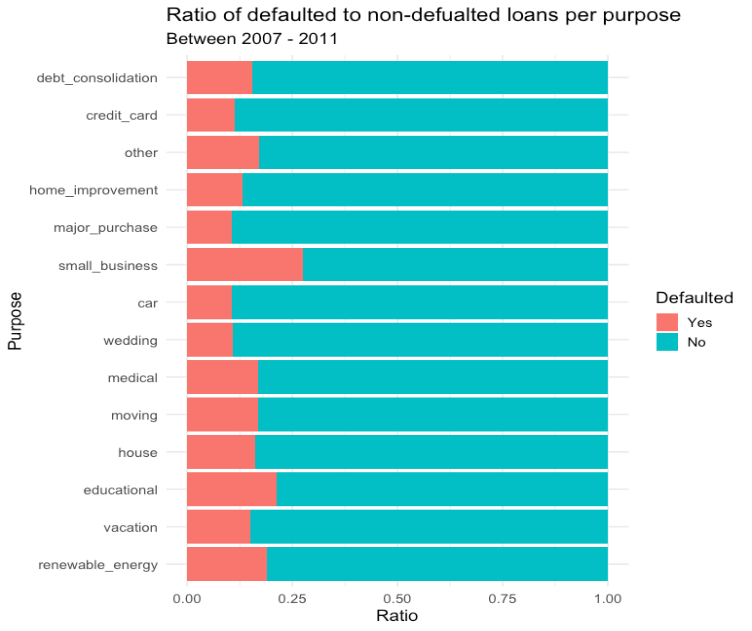 Ratio of defaulted to non-defualted loans per purpose
Between 2007 - 2011
debt_consolidation
credit_card
other
home_improvement
major_purchase
small_business
car
wedding
medical
moving
house
educational
vacation
renewable_energy
Purpose
0.00 0.25 0.50 0.75 1.00
Ratio
Defaulted
Yes
No